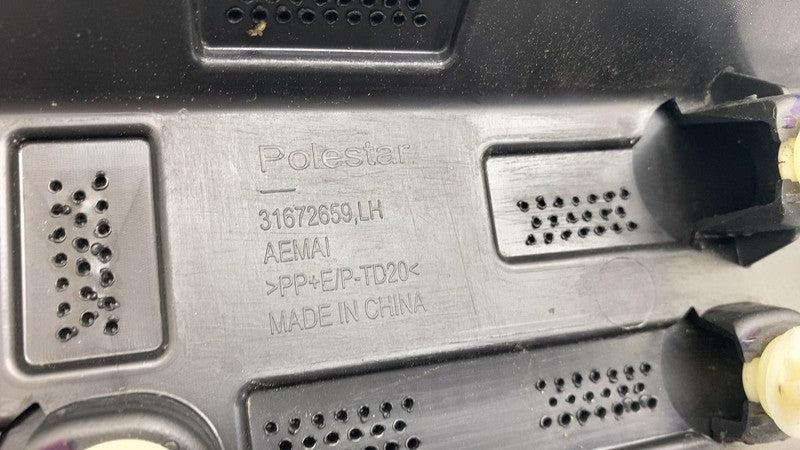 Polestar
31672659,LH
AEMAI
>PP+E/P-TD20<
MADE IN CHINA